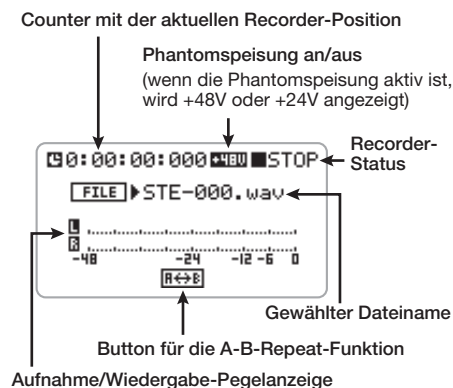 Counter mit der aktuellen Recorder-Position
Phantomspeisung an/aus
(wenn die Phantomspeisung aktiv ist,
wird +48V oder +24V angezeigt)
Recorder-
Status
0:00:00:000 +48V STOP
FILE STE-000.wav
L
R
-48 -24 -12 -6 0
A↔B
Gewählter Dateiname
Button für die A-B-Repeat-Funktion
Aufnahme/Wiedergabe-Pegelanzeige